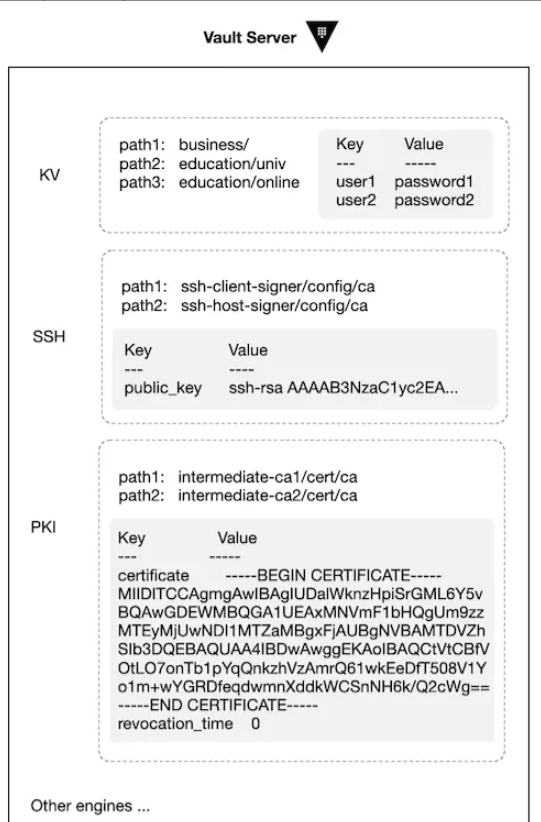 Vault Server
KV
path1: business/
path2: education/univ
path3: education/online
Key Value
--- -----
user1 password1
user2 password2
SSH
path1: ssh-client-signer/config/ca
path2: ssh-host-signer/config/ca
Key Value
--- ----
public_key ssh-rsa AAAAB3NzaC1yc2EA...
PKI
path1: intermediate-ca1/cert/ca
path2: intermediate-ca2/cert/ca
Key Value
--- -----
certificate -----BEGIN CERTIFICATE-----
MIIDITCCAgmgAwIBAgIUDalWknzHpiSrGML6Y5v
BQAwGDEWMBQGA1UEAxMNVmF1bHQgUm9zz
MTEyMjUwNDI1MTZaMBgxFjAUBgNVBAMTDVZh
SIb3DQEBAQUAA4IBDwAwggEKAoIBAQCtVtCBfV
OtLO7onTb1pYqQnkzhVzAmrQ61wkEeDfT508V1Y
o1m+wYGRDfeqdwmnXddkWCSnNH6k/Q2cWg==
-----END CERTIFICATE-----
revocation_time 0
Other engines ...